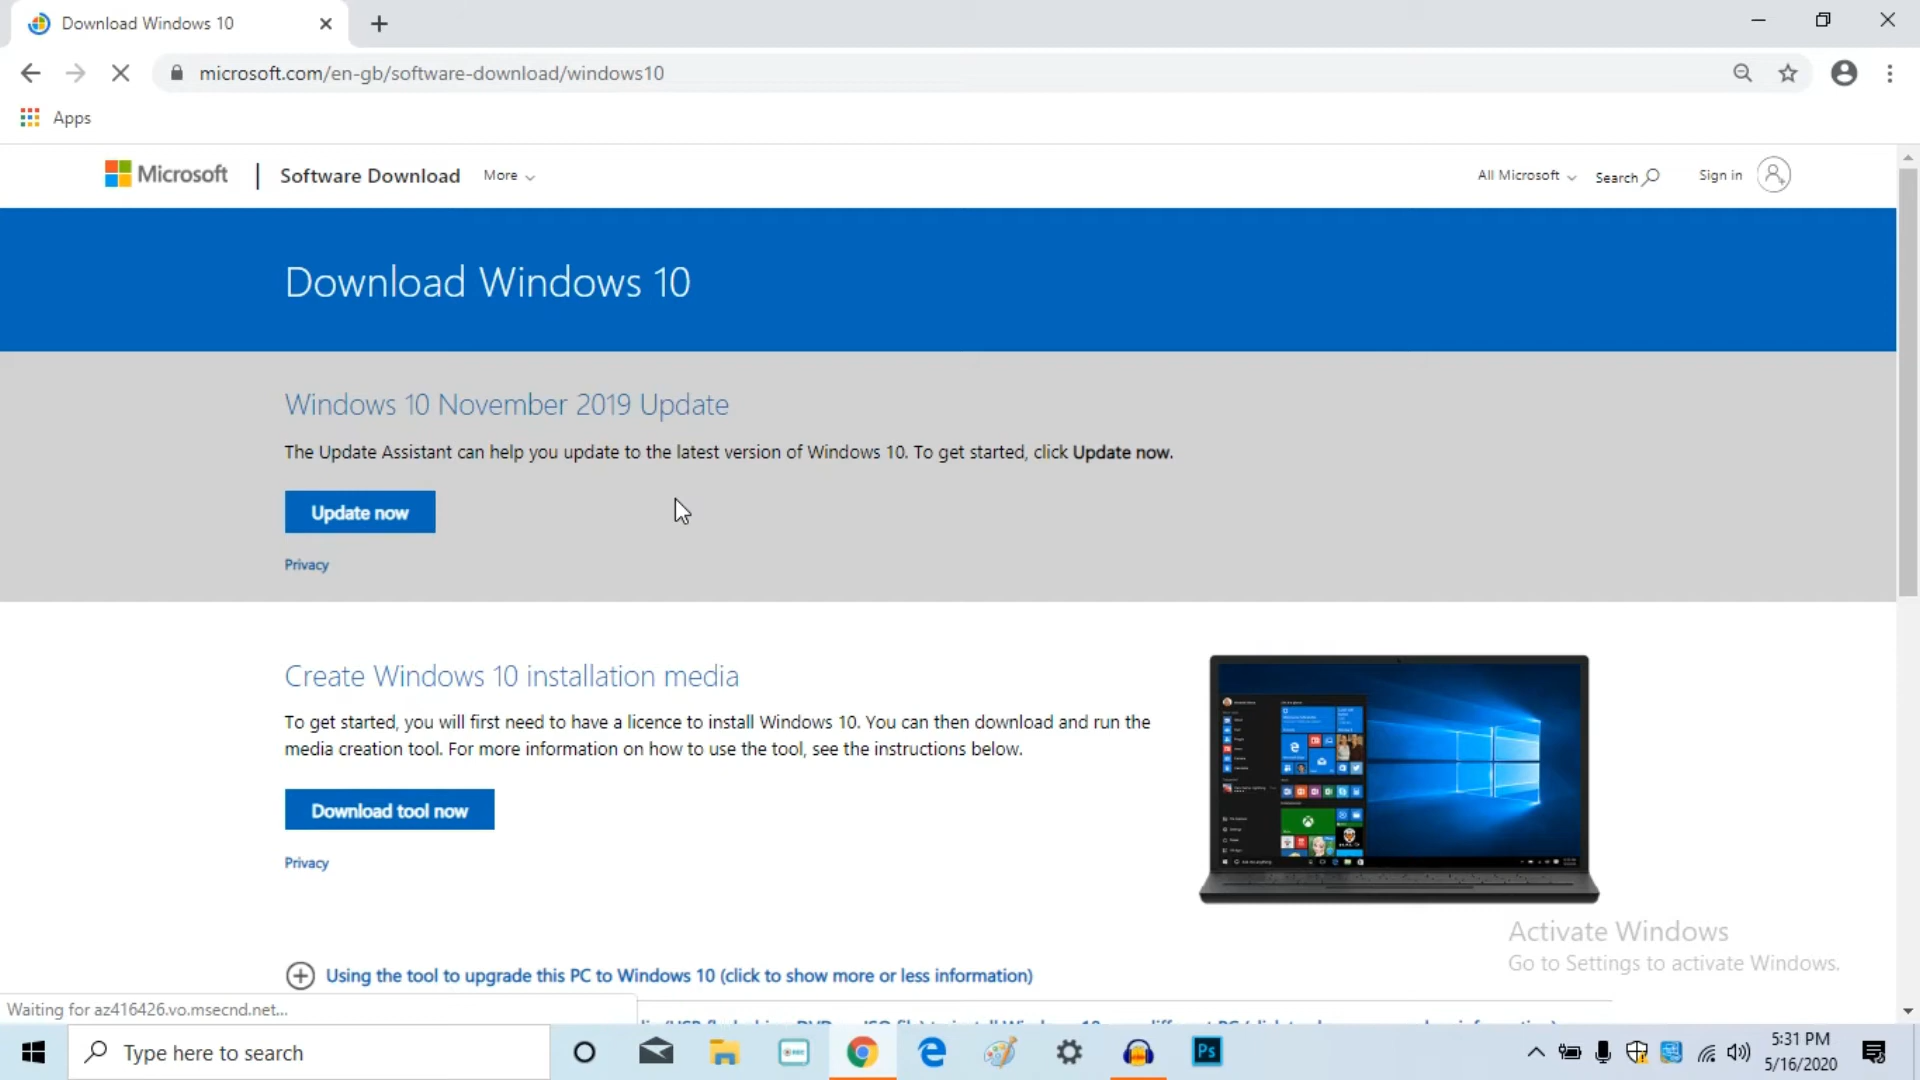 Download Windows 10
microsoft.com/en-gb/software-download/windows10
Apps
Microsoft
Software Download
More
All Microsoft
Search
Sign in
Download Windows 10
Windows 10 November 2019 Update
The Update Assistant can help you update to the latest version of Windows 10. To get started, click Update now.
Update now
Privacy
Create Windows 10 installation media
To get started, you will first need to have a licence to install Windows 10. You can then download and run the
media creation tool. For more information on how to use the tool, see the instructions below.
Download tool now
Privacy
Activate Windows
Go to Settings to activate Windows.
Using the tool to upgrade this PC to Windows 10 (click to show more or less information)
Waiting for az416426.vo.msecnd.net...
Type here to search
Ps
5:31 PM
5/16/2020